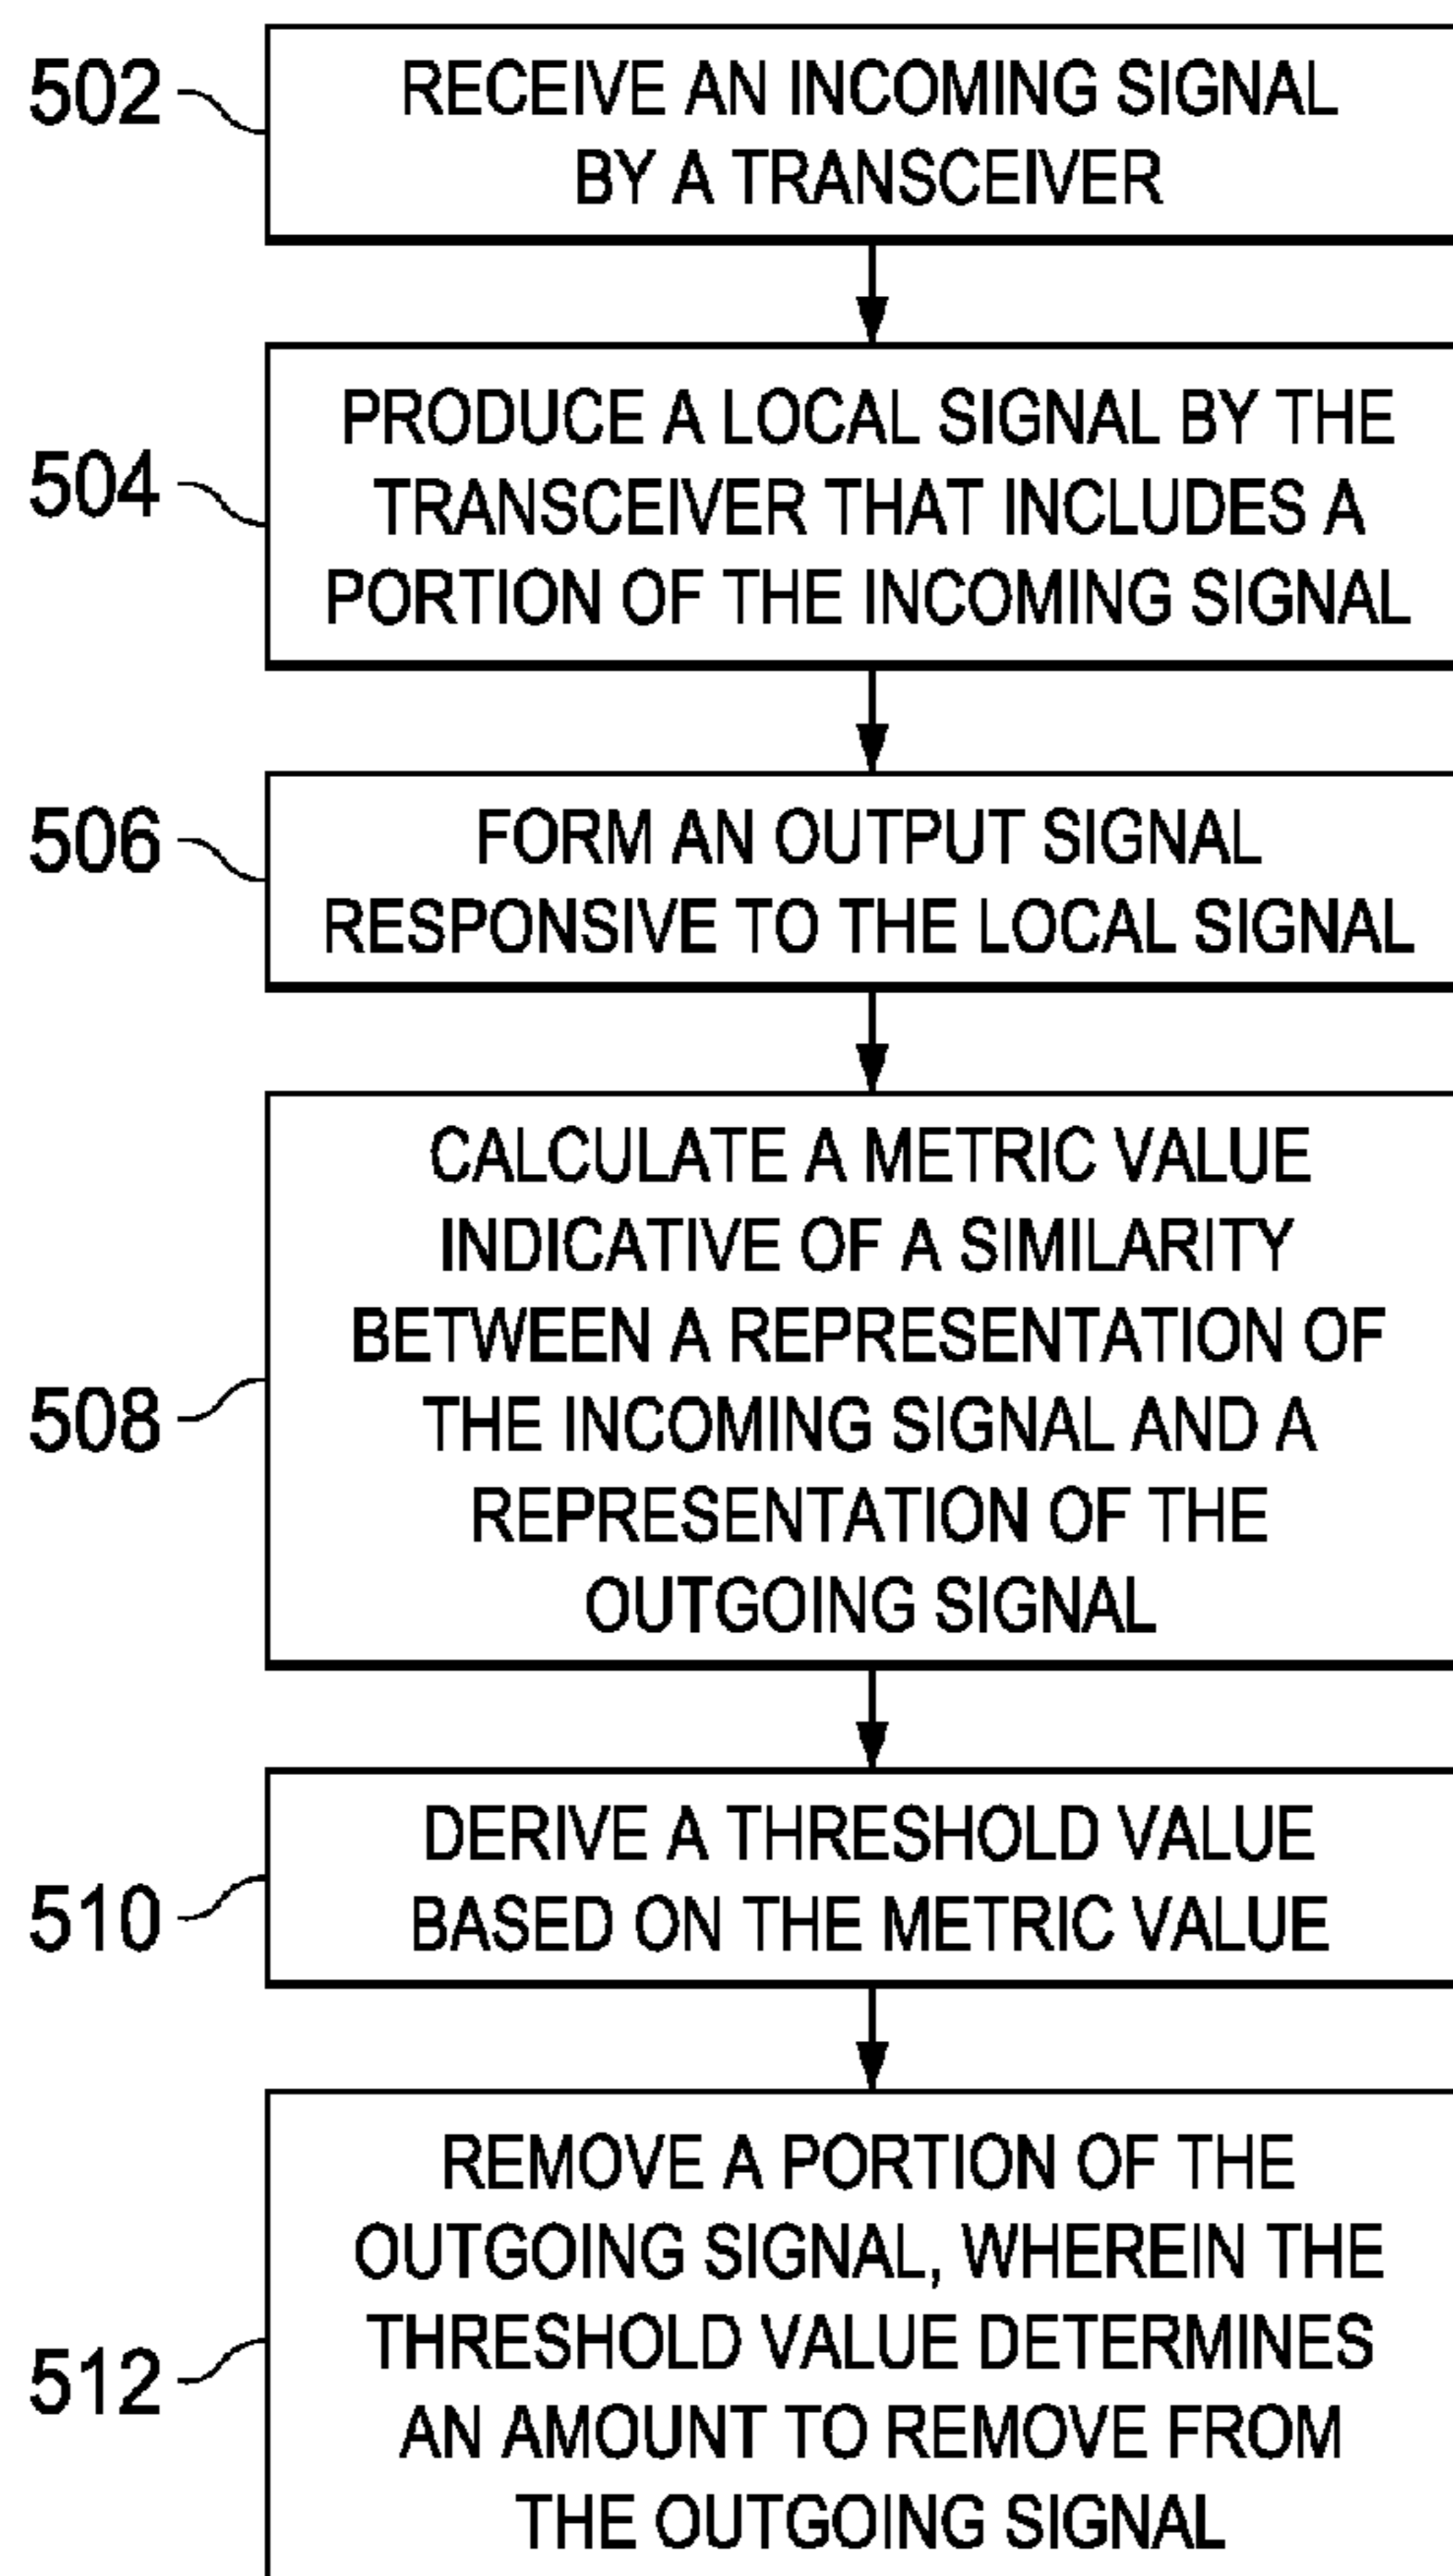 502
RECEIVE AN INCOMING SIGNAL
BY A TRANSCEIVER
504
PRODUCE A LOCAL SIGNAL BY THE
TRANSCEIVER THAT INCLUDES A
PORTION OF THE INCOMING SIGNAL
506
FORM AN OUTPUT SIGNAL
RESPONSIVE TO THE LOCAL SIGNAL
508
CALCULATE A METRIC VALUE
INDICATIVE OF A SIMILARITY
BETWEEN A REPRESENTATION OF
THE INCOMING SIGNAL AND A
REPRESENTATION OF THE
OUTGOING SIGNAL
510
DERIVE A THRESHOLD VALUE
BASED ON THE METRIC VALUE
512
REMOVE A PORTION OF THE
OUTGOING SIGNAL, WHEREIN THE
THRESHOLD VALUE DETERMINES
AN AMOUNT TO REMOVE FROM
THE OUTGOING SIGNAL